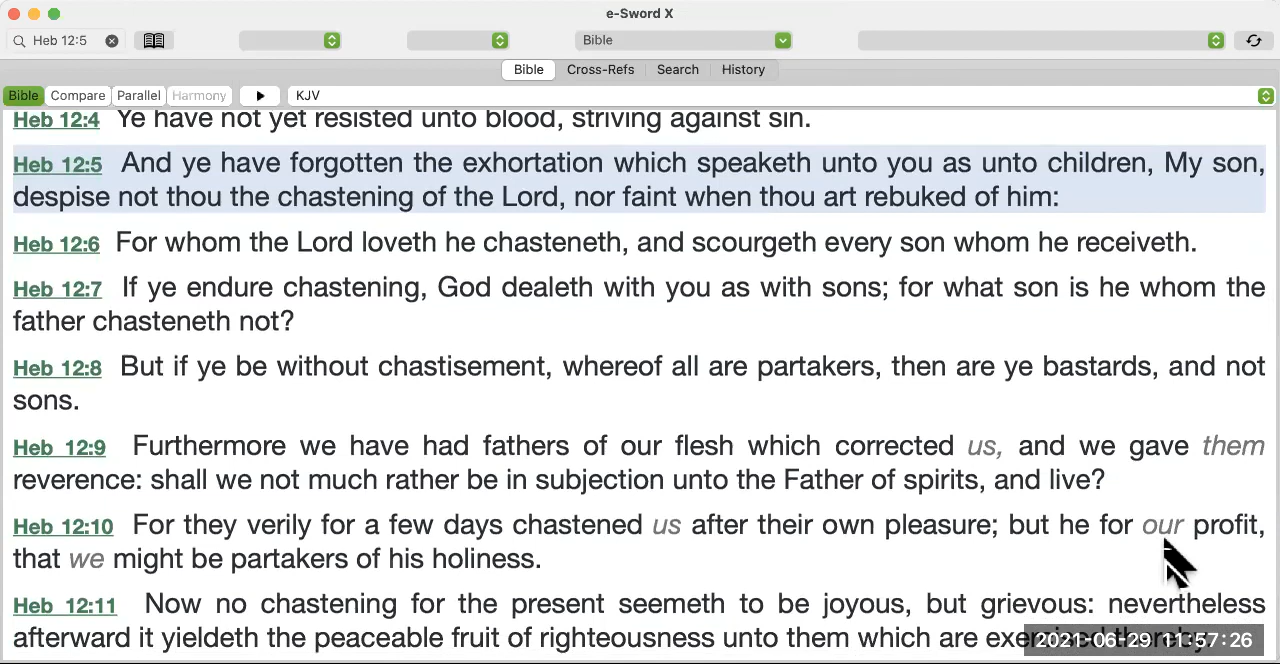 e-Sword X
Heb 12:5
Bible
Bible Cross-Refs Search History
Bible Compare Parallel Harmony KJV
Heb 12:4 Ye have not yet resisted unto blood, striving against sin.
Heb 12:5 And ye have forgotten the exhortation which speaketh unto you as unto children, My son,
despise not thou the chastening of the Lord, nor faint when thou art rebuked of him:
Heb 12:6 For whom the Lord loveth he chasteneth, and scourgeth every son whom he receiveth.
Heb 12:7 If ye endure chastening, God dealeth with you as with sons; for what son is he whom the
father chasteneth not?
Heb 12:8 But if ye be without chastisement, whereof all are partakers, then are ye bastards, and not
sons.
Heb 12:9 Furthermore we have had fathers of our flesh which corrected us, and we gave them
reverence: shall we not much rather be in subjection unto the Father of spirits, and live?
Heb 12:10 For they verily for a few days chastened us after their own pleasure; but he for our profit,
that we might be partakers of his holiness.
Heb 12:11 Now no chastening for the present seemeth to be joyous, but grievous: nevertheless
afterward it yieldeth the peaceable fruit of righteousness unto them which are exercised thereby.
2021-06-29 11:57:26